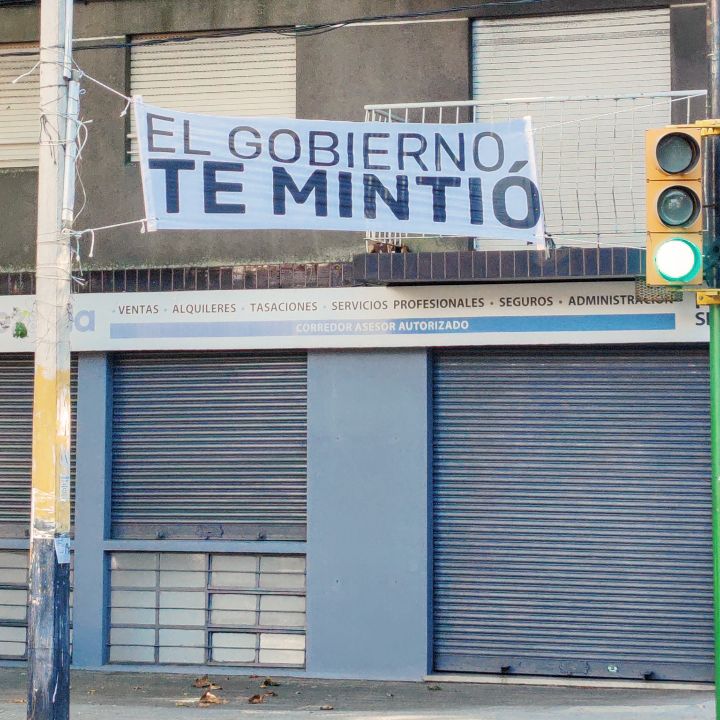 EL GOBIERNO
TE MINTIÓ
• VENTAS • ALQUILERES • TASACIONES • SERVICIOS PROFESIONALES • SEGUROS • ADMINISTRACIÓN
CORREDOR ASESOR AUTORIZADO